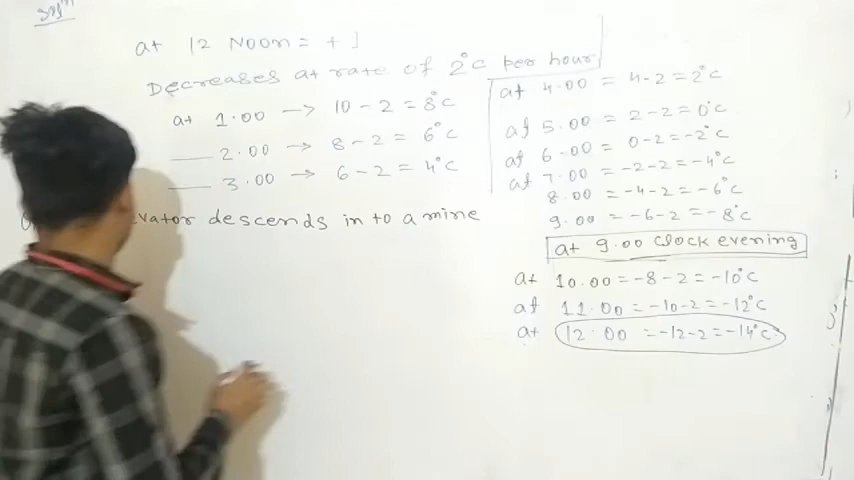 at 12 Noon = + 1
Decreases at rate of 2°c per hour
at 1.00 → 10 - 2 = 8°c
2.00 → 8 - 2 = 6°c
3.00 → 6 - 2 = 4°c
evator descends in to a mine
at 4.00 = 4-2 = 2°c
at 5.00 = 2-2 = 0°c
at 6.00 = 0-2 = -2°c
at 7.00 = -2-2 = -4°c
8.00 = -4-2 = -6°c
9.00 = -6-2 = -8°c
at 9.00 clock evening
at 10.00 = -8-2 = -10°c
at 11.00 = -10-2 = -12°c
at 12.00 = -12-2 = -14°c